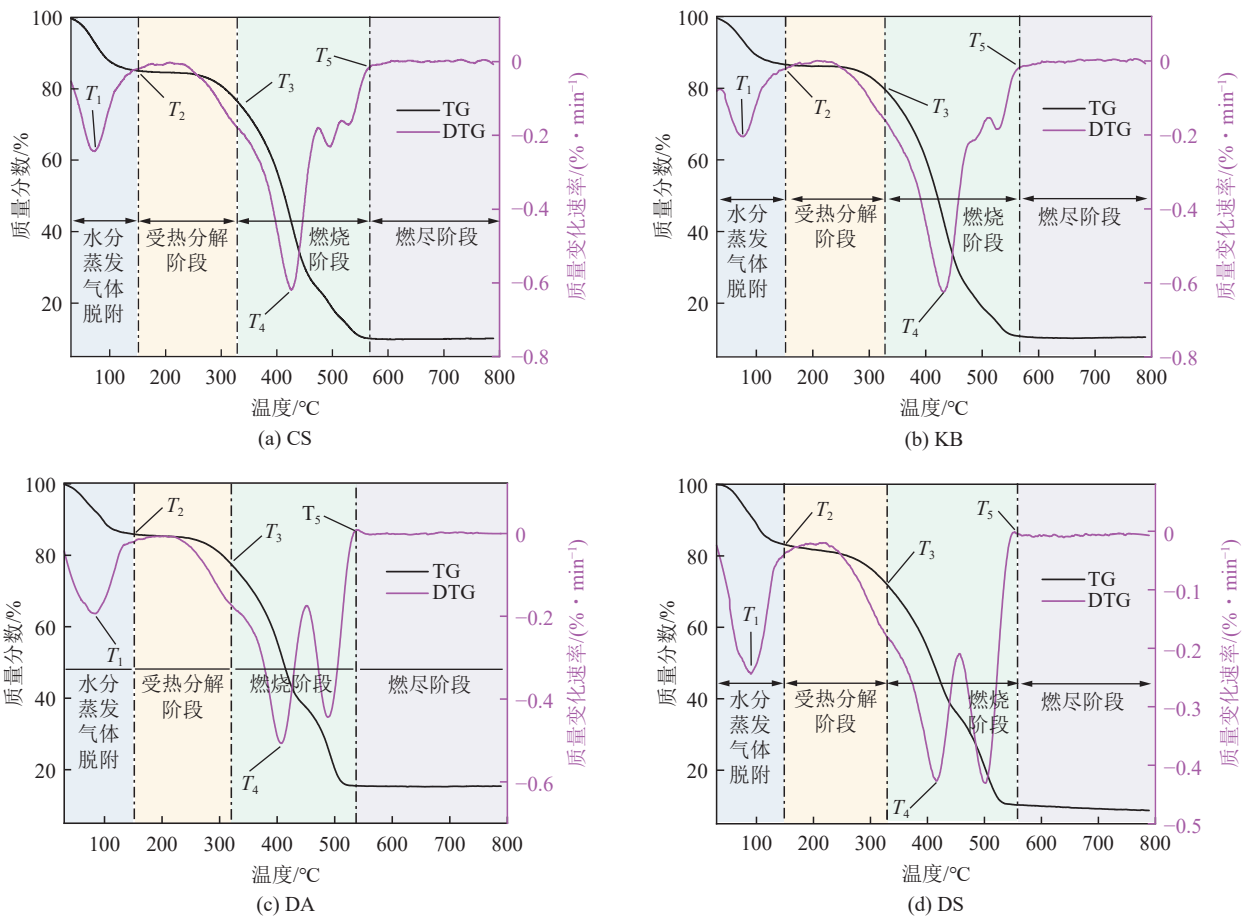 100
80
60
40
20
质量分数/%
T1
T2
T3
T4
T5
TG
DTG
水分
蒸发
气体
脱附
受热分解
阶段
燃烧
阶段
燃尽阶段
0
−0.2
−0.4
−0.6
−0.8
质量变化速率/(%·min⁻¹)
100 200 300 400 500 600 700 800
温度/℃
(a) CS
100
80
60
40
20
质量分数/%
T1
T2
T3
T4
T5
TG
DTG
水分
蒸发
气体
脱附
受热分解
阶段
燃烧
阶段
燃尽阶段
0
−0.2
−0.4
−0.6
−0.8
质量变化速率/(%·min⁻¹)
100 200 300 400 500 600 700 800
温度/℃
(b) KB
100
80
60
40
20
质量分数/%
T1
T2
T3
T4
T5
TG
DTG
水分
蒸发
气体
脱附
受热分解
阶段
燃烧阶段
燃尽阶段
0
−0.2
−0.4
−0.6
质量变化速率/(%·min⁻¹)
100 200 300 400 500 600 700 800
温度/℃
(c) DA
100
80
60
40
20
质量分数/%
T1
T2
T3
T4
T5
TG
DTG
水分
蒸发
气体
脱附
受热分解
阶段
燃烧
阶段
燃尽阶段
0
−0.1
−0.2
−0.3
−0.4
−0.5
质量变化速率/(%·min⁻¹)
100 200 300 400 500 600 700 800
温度/℃
(d) DS